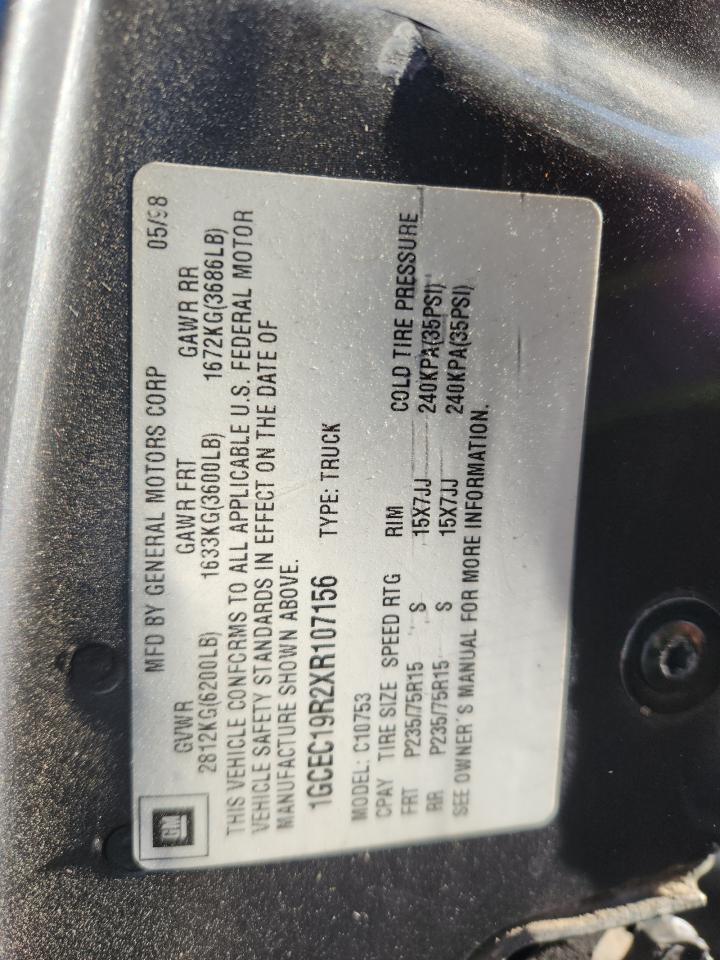 GM
MFD BY GENERAL MOTORS CORP 05/98
GVWR GAWR FRT GAWR RR
2812KG(6200LB) 1633KG(3600LB) 1672KG(3686LB)
THIS VEHICLE CONFORMS TO ALL APPLICABLE U.S. FEDERAL MOTOR
VEHICLE SAFETY STANDARDS IN EFFECT ON THE DATE OF
MANUFACTURE SHOWN ABOVE.
1GCEC19R2XR107156 TYPE: TRUCK
MODEL: C10753
CPAY TIRE SIZE SPEED RTG RIM COLD TIRE PRESSURE
FRT P235/75R15 S 15X7JJ 240KPA(35PSI)
RR P235/75R15 S 15X7JJ 240KPA(35PSI)
SEE OWNER'S MANUAL FOR MORE INFORMATION.